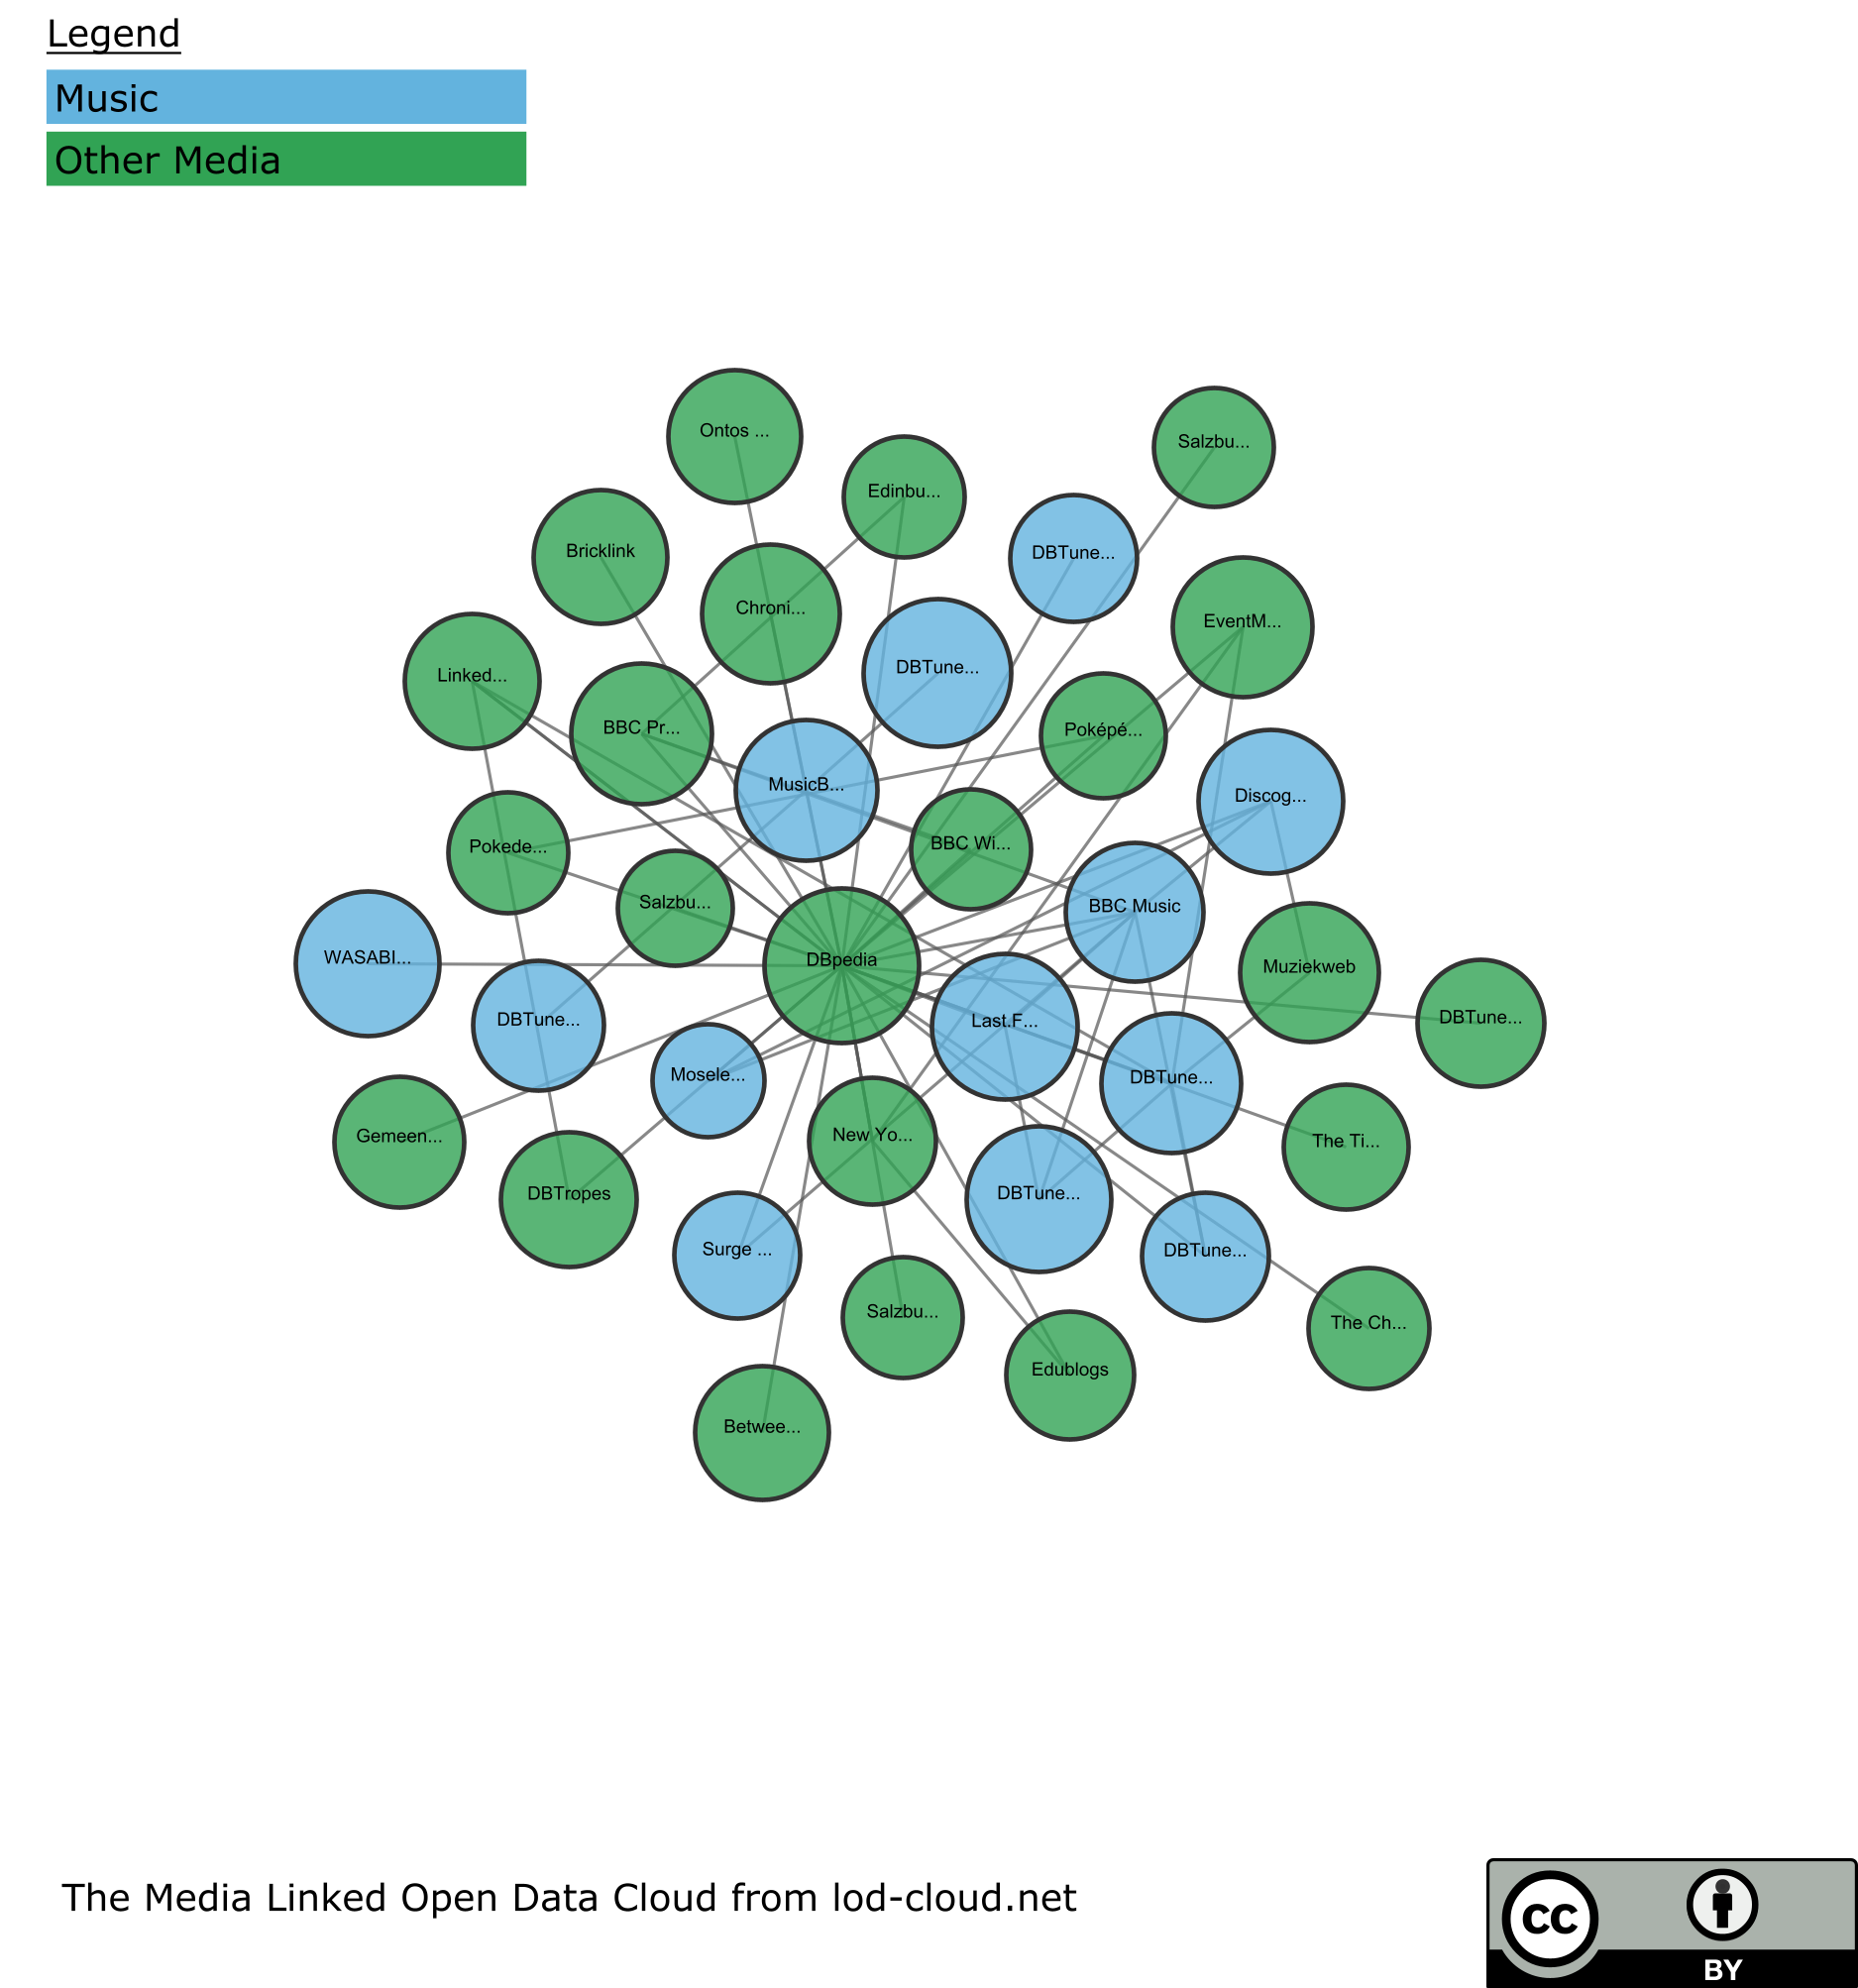 Legend
Music
Other Media
Ontos ...
Salzbu...
Edinbu...
Bricklink
DBTune...
Chroni...
EventM...
DBTune...
Linked...
BBC Pr...
Poképé...
MusicB...
Discog...
Pokede...
BBC Wi...
Salzbu...
BBC Music
WASABI...
DBpedia
Muziekweb
DBTune...
DBTune...
Last.F...
Mosele...
DBTune...
Gemeen...
New Yo...
The Ti...
DBTropes
DBTune...
Surge ...
DBTune...
Salzbu...
The Ch...
Edublogs
Betwee...
The Media Linked Open Data Cloud from lod-cloud.net
cc
BY